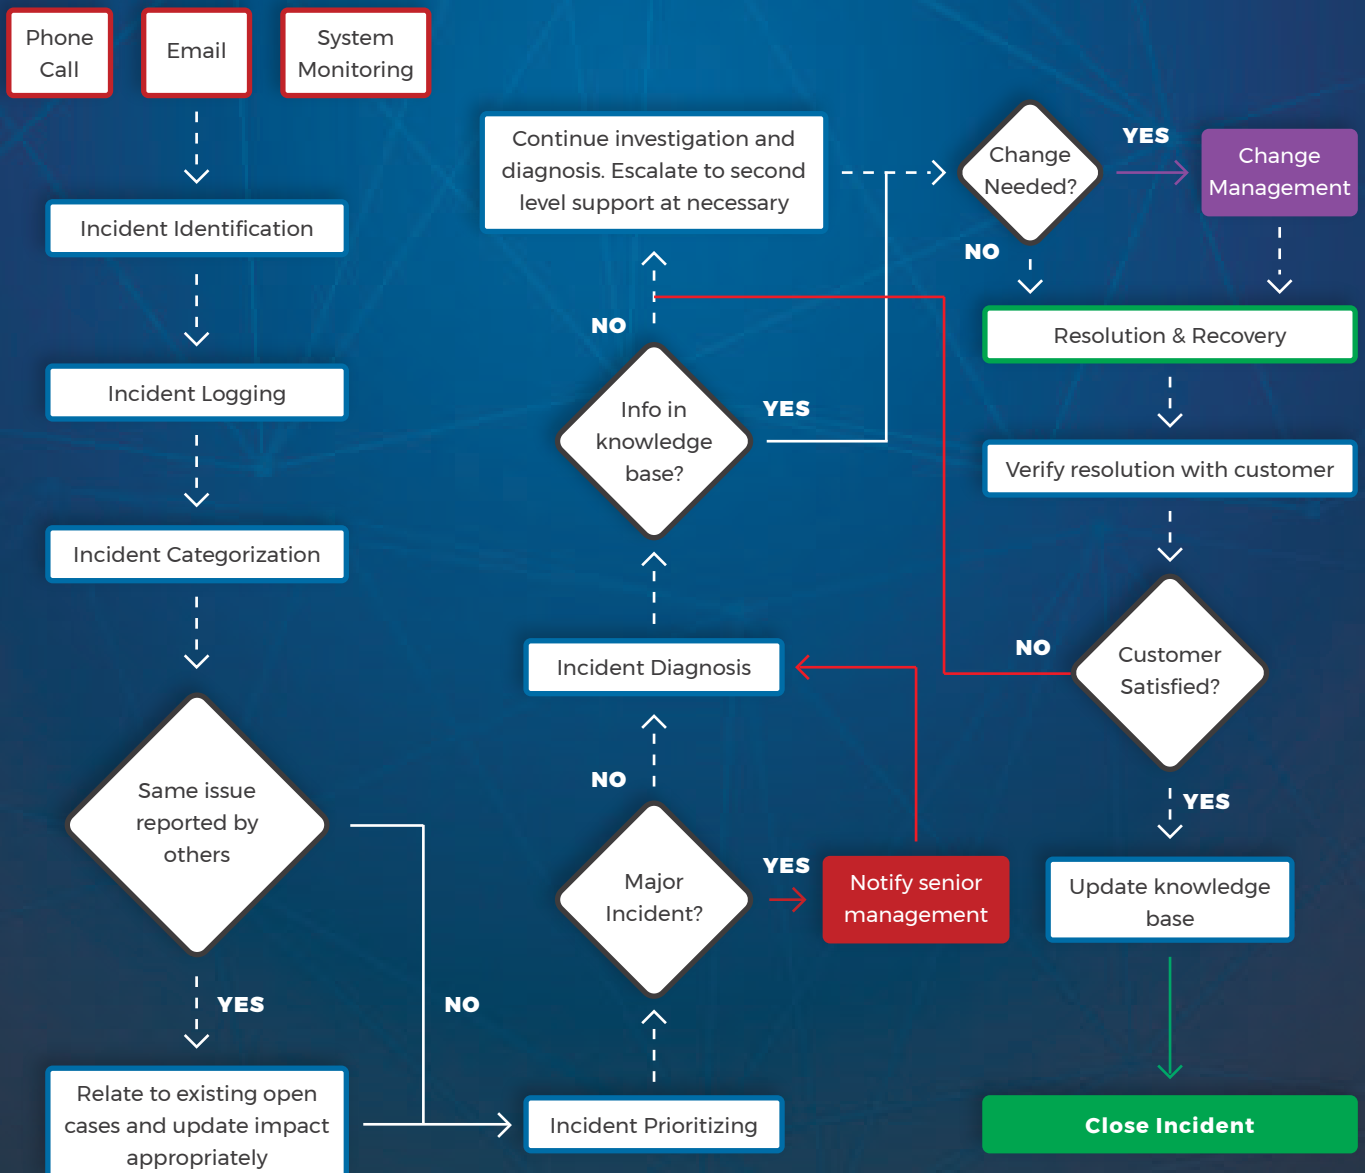 Phone
Call
Email
System
Monitoring
Incident Identification
Incident Logging
Incident Categorization
Same issue
reported by
others
YES
NO
Relate to existing open
cases and update impact
appropriately
Incident Prioritizing
Major
Incident?
YES
Notify senior
management
NO
Incident Diagnosis
Info in
knowledge
base?
YES
NO
Continue investigation and
diagnosis. Escalate to second
level support at necessary
Change
Needed?
YES
Change
Management
NO
Resolution & Recovery
Verify resolution with customer
Customer
Satisfied?
NO
YES
Update knowledge
base
Close Incident